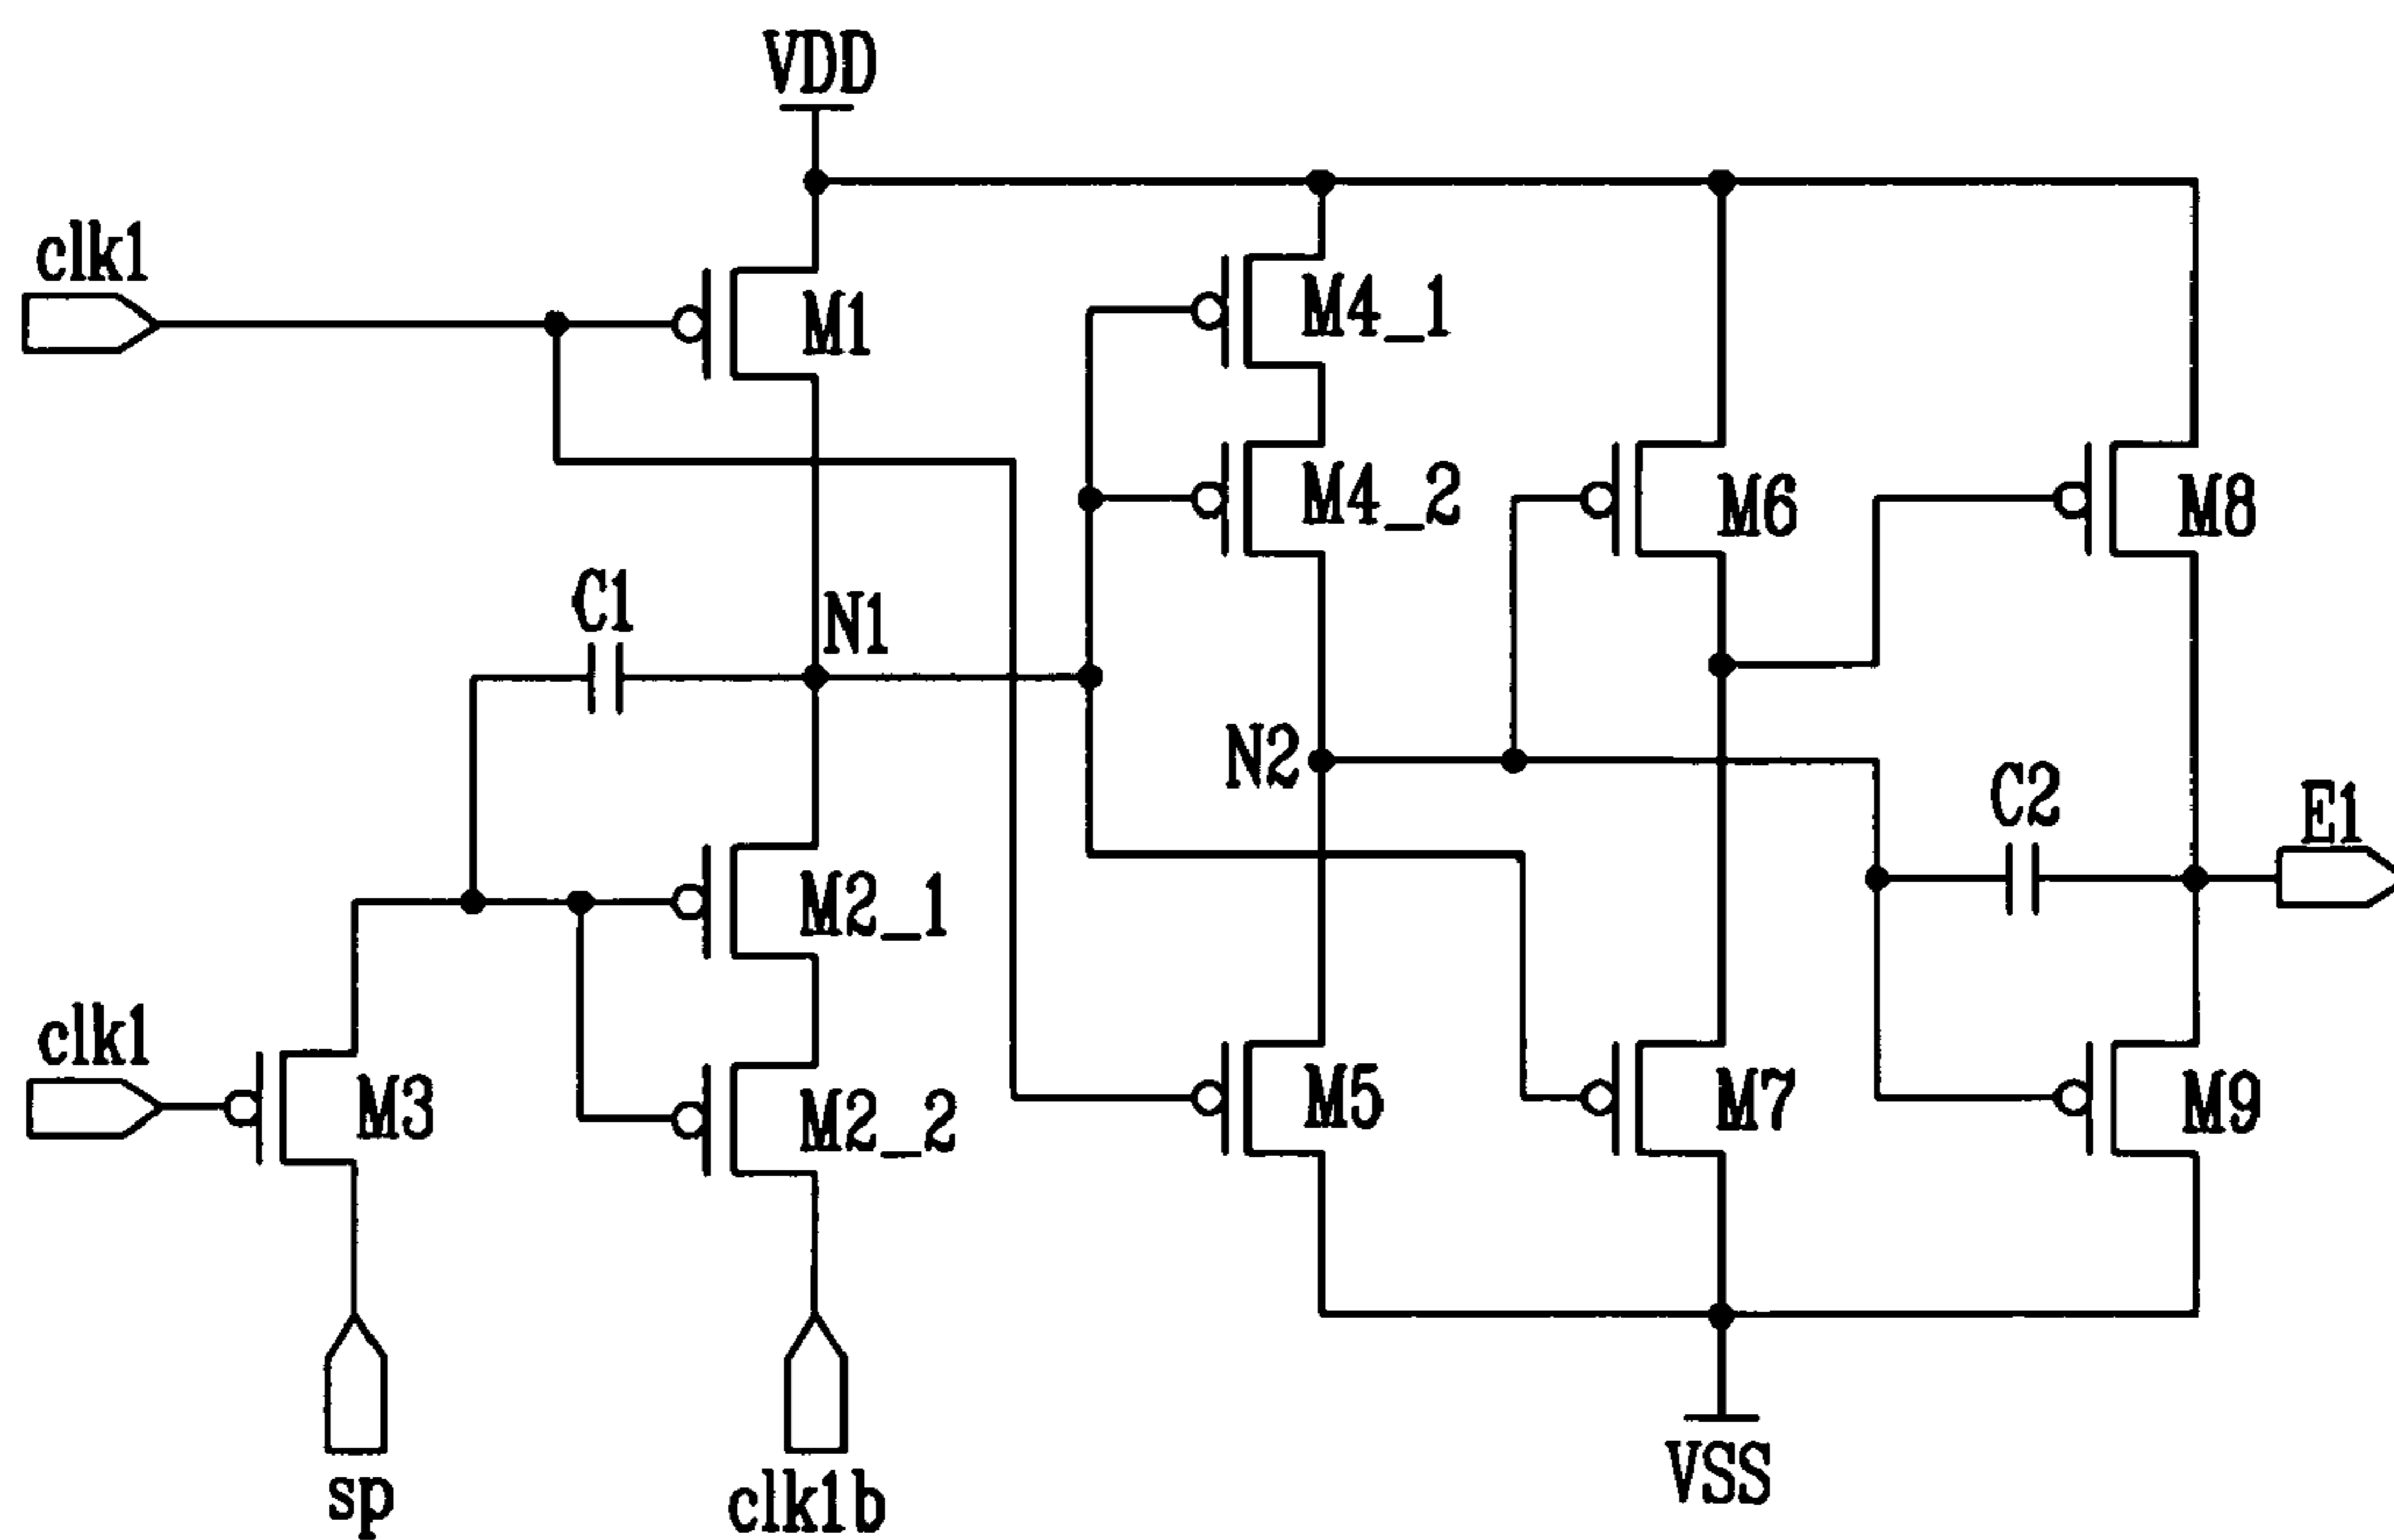 VDD
clk1
M1
M4_1
M4_2
M6
M8
C1
N1
N2
C2
E1
M2_1
clk1
M3
M2_2
M5
M7
M9
sp
clk1b
VSS